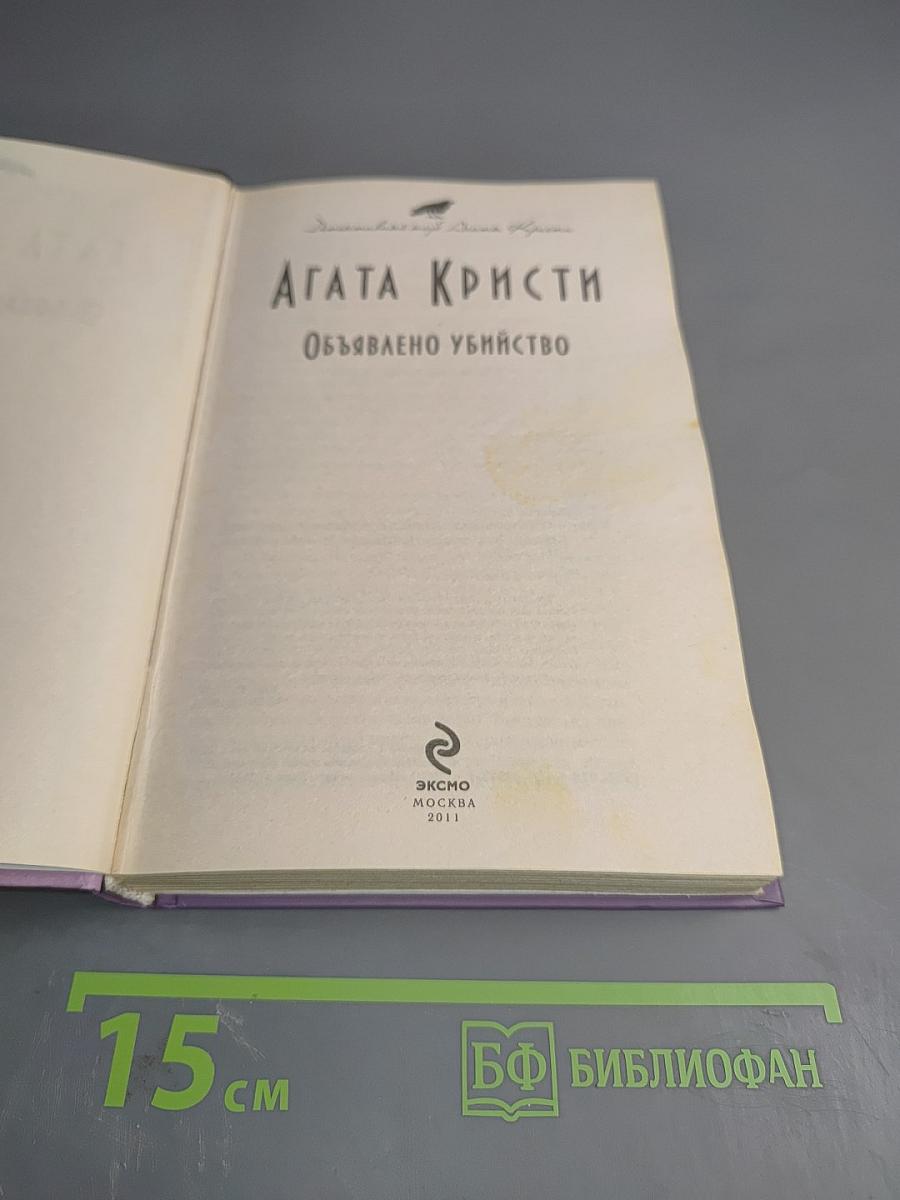 АГАТА КРИСТИ
ОБЪЯВЛЕНО УБИЙСТВО
ЭКСМО
МОСКВА
2011
15 см
БФ БИБЛИОФАН